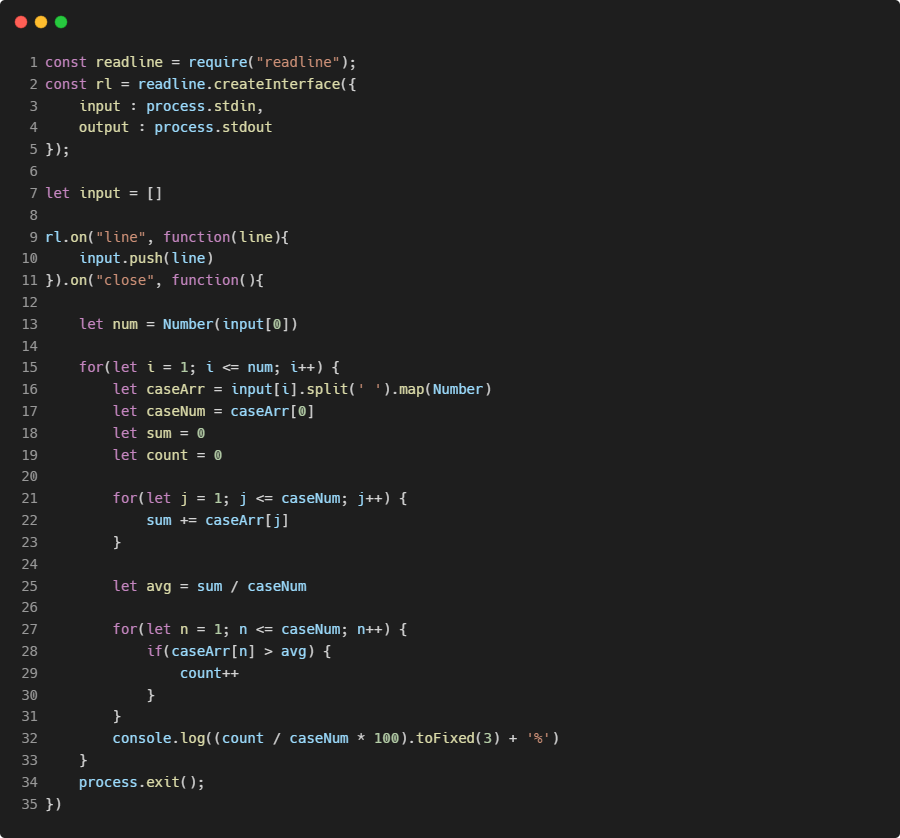 1 const readline = require("readline");
2 const rl = readline.createInterface({
3     input : process.stdin,
4     output : process.stdout
5 });
6
7 let input = []
8
9 rl.on("line", function(line){
10     input.push(line)
11 }).on("close", function(){
12
13     let num = Number(input[0])
14
15     for(let i = 1; i <= num; i++) {
16         let caseArr = input[i].split(' ').map(Number)
17         let caseNum = caseArr[0]
18         let sum = 0
19         let count = 0
20
21         for(let j = 1; j <= caseNum; j++) {
22             sum += caseArr[j]
23         }
24
25         let avg = sum / caseNum
26
27         for(let n = 1; n <= caseNum; n++) {
28             if(caseArr[n] > avg) {
29                 count++
30             }
31         }
32         console.log((count / caseNum * 100).toFixed(3) + '%')
33     }
34     process.exit();
35 })